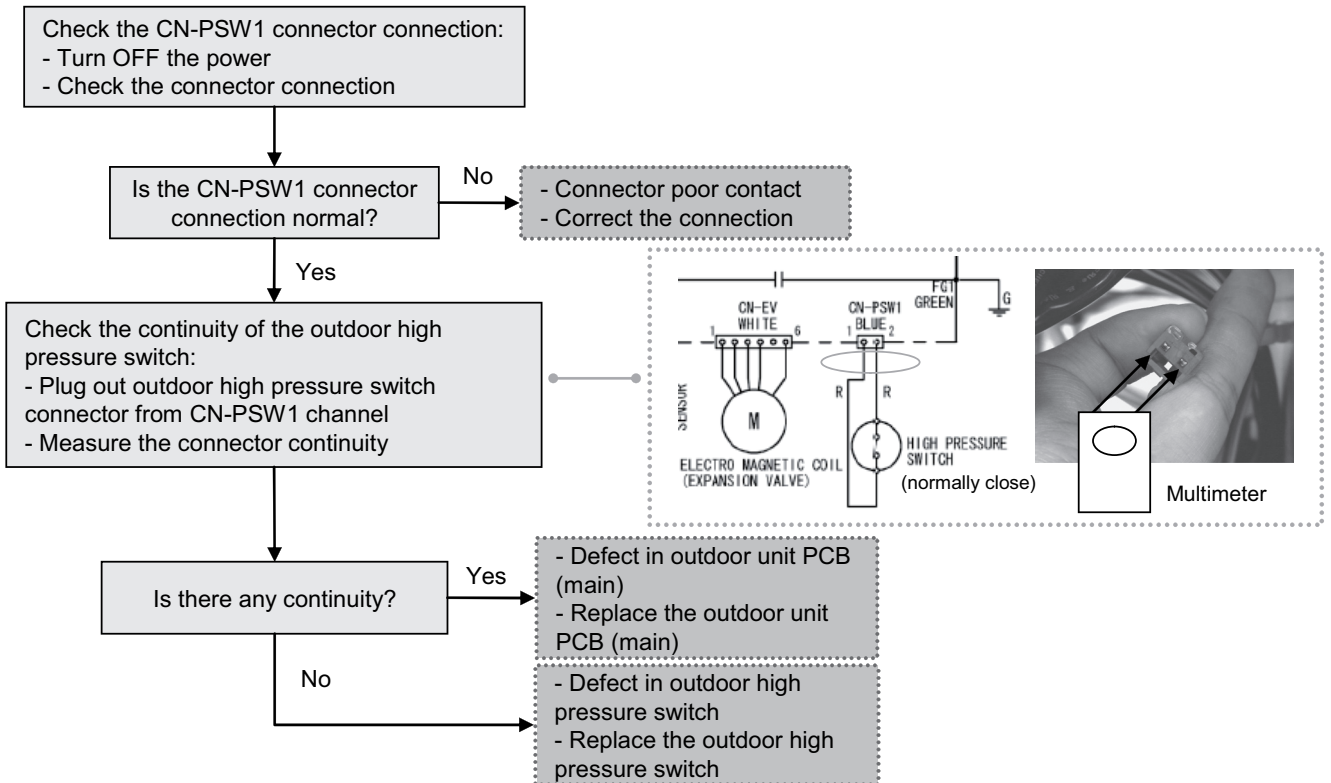 Check the CN-PSW1 connector connection:
- Turn OFF the power
- Check the connector connection
Is the CN-PSW1 connector
connection normal?
No
- Connector poor contact
- Correct the connection
Yes
Check the continuity of the outdoor high
pressure switch:
- Plug out outdoor high pressure switch
connector from CN-PSW1 channel
- Measure the connector continuity
FG1
GREEN
G
CN-EV
WHITE
1
6
CN-PSW1
BLUE
1
2
SENSOR
R
R
M
HIGH PRESSURE
SWITCH
(normally close)
ELECTRO MAGNETIC COIL
(EXPANSION VALVE)
Multimeter
Is there any continuity?
Yes
- Defect in outdoor unit PCB
(main)
- Replace the outdoor unit
PCB (main)
No
- Defect in outdoor high
pressure switch
- Replace the outdoor high
pressure switch